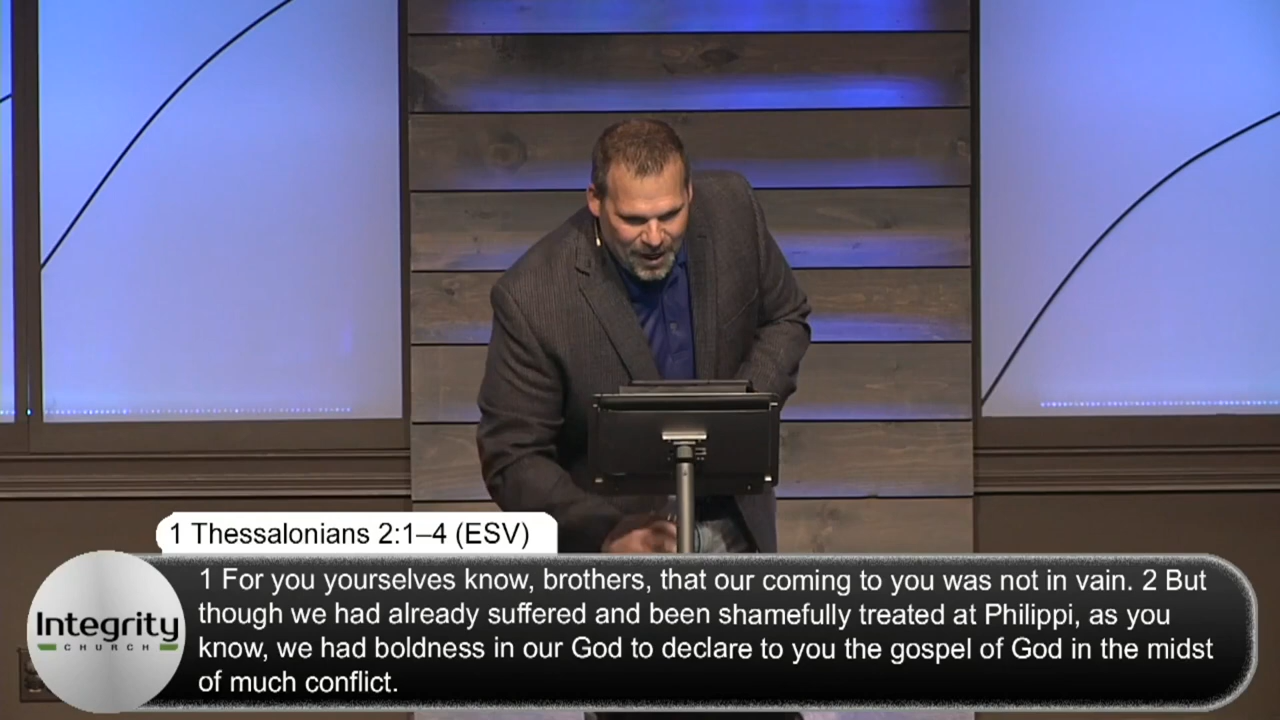 1 Thessalonians 2:1–4 (ESV)
1 For you yourselves know, brothers, that our coming to you was not in vain. 2 But
though we had already suffered and been shamefully treated at Philippi, as you
know, we had boldness in our God to declare to you the gospel of God in the midst
of much conflict.
Integrity
CHURCH